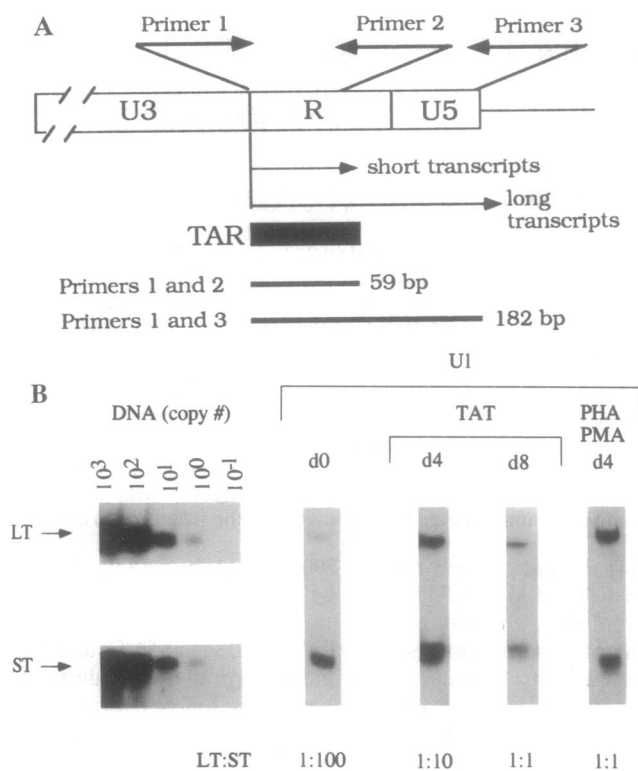 A
Primer 1 Primer 2 Primer 3
U3 R U5
short transcripts
long
transcripts
TAR
Primers 1 and 2 59 bp
Primers 1 and 3 182 bp
U1
B
DNA (copy #) TAT PHA
PMA
10³ 10² 10¹ 10⁰ 10⁻¹ d0 d4 d8 d4
LT
ST
LT:ST 1:100 1:10 1:1 1:1